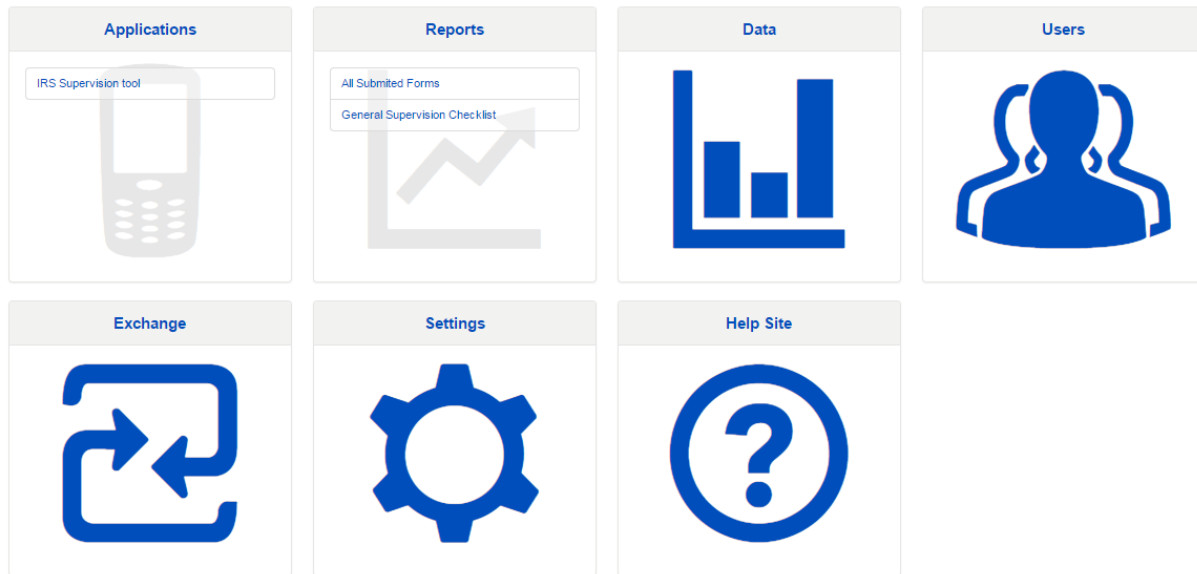 Applications
IRS Supervision tool
Reports
All Submited Forms
General Supervision Checklist
Data
Users
Exchange
Settings
Help Site
?